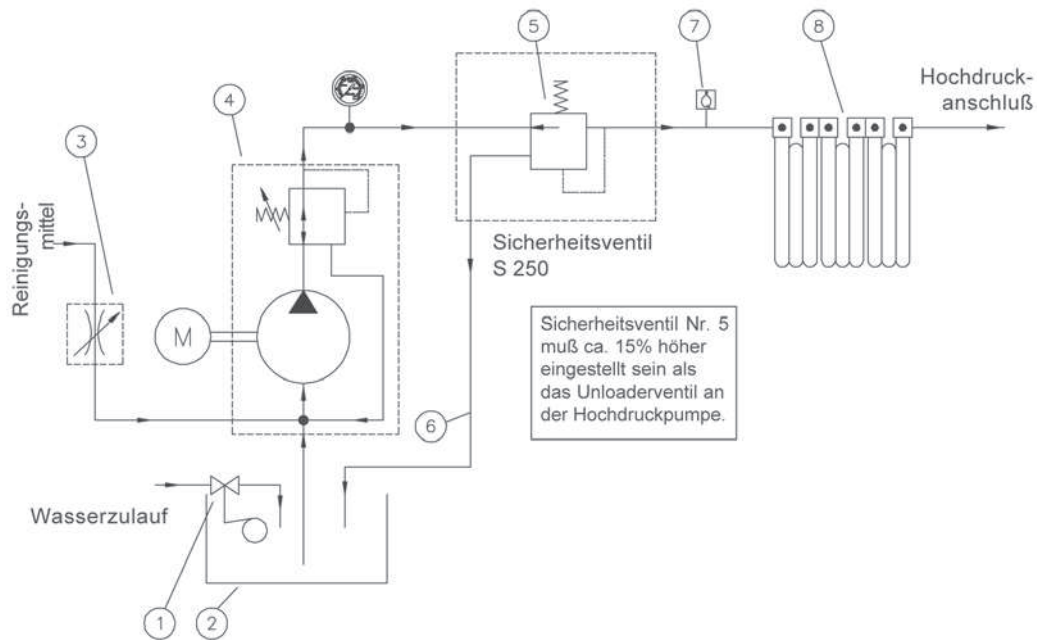 5
7
8
Hochdruck-
anschluß
4
3
Reinigungs-
mittel
Sicherheitsventil
S 250
M
Sicherheitsventil Nr. 5
muß ca. 15% höher
eingestellt sein als
das Unloaderventil an
der Hochdruckpumpe.
6
Wasserzulauf
1
2